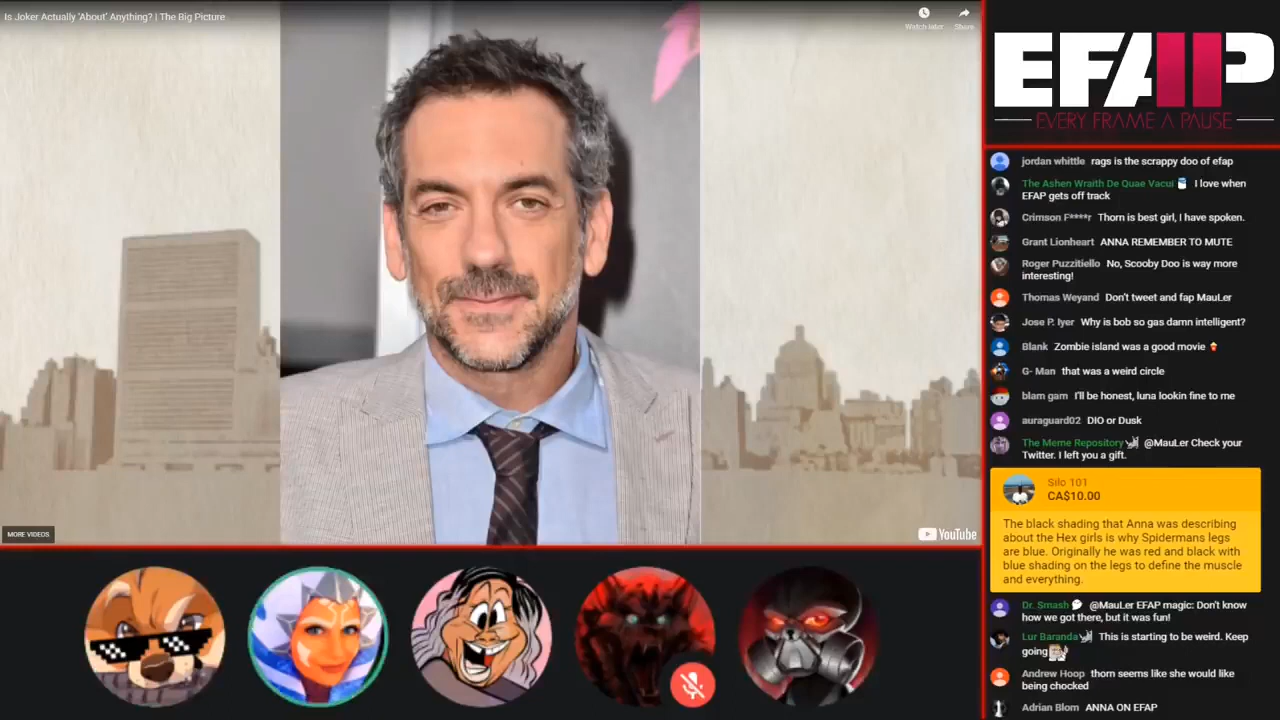 Is Joker Actually 'About' Anything? | The Big Picture
Watch later
Share
MORE VIDEOS
YouTube
EFAP
EVERY FRAME A PAUSE
jordan whittle rags is the scrappy doo of efap
The Ashen Wraith De Quae Vacui I love when
EFAP gets off track
Crimson F****r Thorn is best girl, I have spoken.
Grant Lionheart ANNA REMEMBER TO MUTE
Roger Puzzitiello No, Scooby Doo is way more
interesting!
Thomas Weyand Don't tweet and fap MauLer
Jose P. Iyer Why is bob so gas damn intelligent?
Blank Zombie island was a good movie
G- Man that was a weird circle
blam gam I'll be honest, luna lookin fine to me
auraguard02 DIO or Dusk
The Meme Repository @MauLer Check your
Twitter. I left you a gift.
Silo 101
CA$10.00
The black shading that Anna was describing
about the Hex girls is why Spidermans legs
are blue. Originally he was red and black with
blue shading on the legs to define the muscle
and everything.
Dr. Smash @MauLer EFAP magic: Don't know
how we got there, but it was fun!
Lur Baranda This is starting to be weird. Keep
going
Andrew Hoop thorn seems like she would like
being chocked
Adrian Blom ANNA ON EFAP